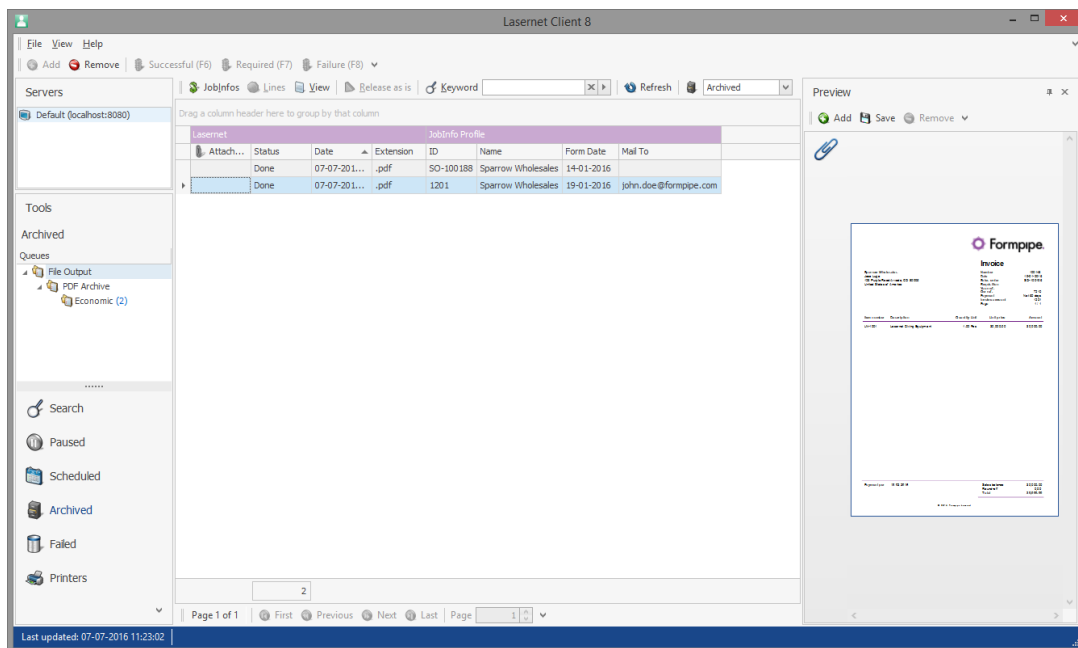 Lasernet Client 8
File View Help
Add Remove Successful (F6) Required (F7) Failure (F8)
Servers
Default (localhost:8080)
JobInfos Lines View Release as is Keyword Refresh Archived
Drag a column header here to group by that column
Lasernet JobInfo Profile
Attach... Status Date Extension ID Name Form Date Mail To
Done 07-07-201... .pdf SO-100188 Sparrow Wholesales 14-01-2016
Done 07-07-201... .pdf 1201 Sparrow Wholesales 19-01-2016 john.doe@formpipe.com
Tools
Archived
Queues
File Output
PDF Archive
Economic (2)
Search
Paused
Scheduled
Archived
Failed
Printers
2
Page 1 of 1 First Previous Next Last Page 1
Preview
Add Save Remove
Formpipe.
Invoice
Last updated: 07-07-2016 11:23:02